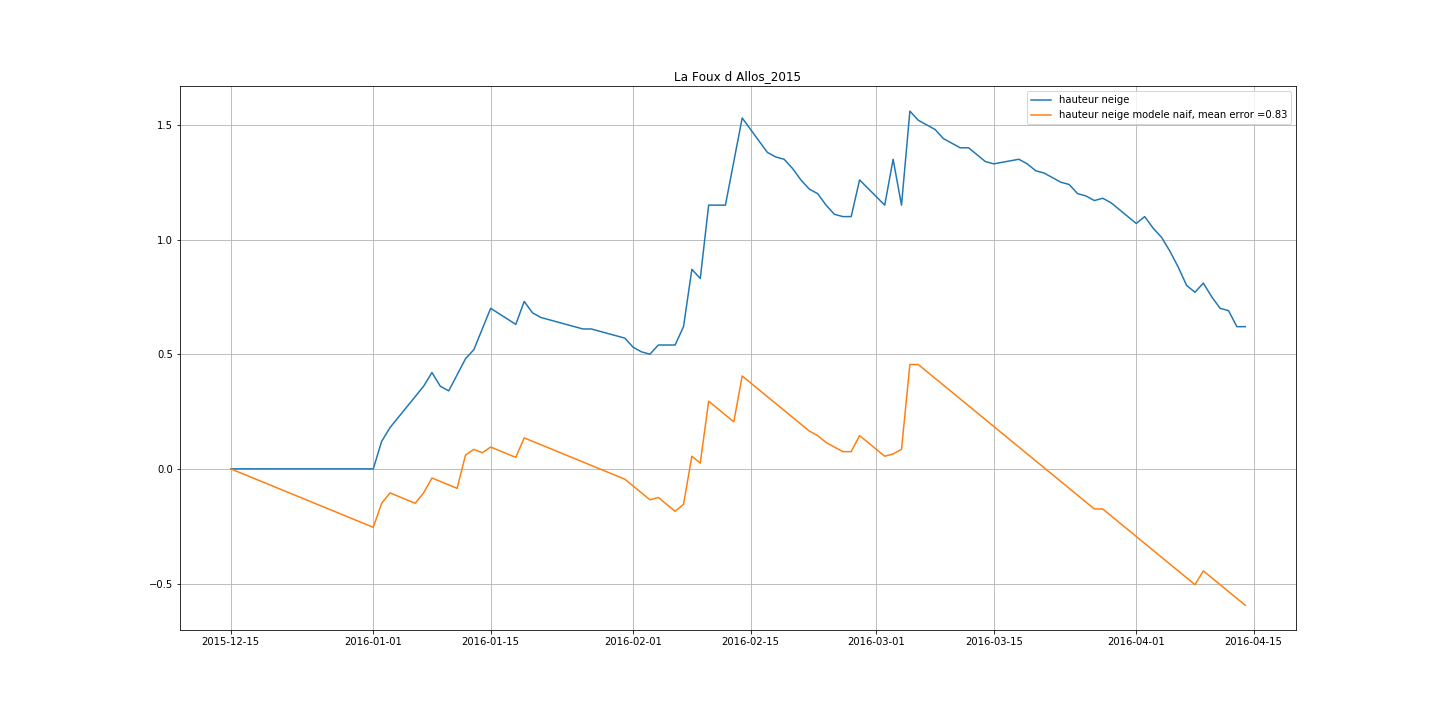 La Foux d Allos_2015
hauteur neige
hauteur neige modele naif, mean error =0.83
1.5
1.0
0.5
0.0
−0.5
2015-12-15 2016-01-01 2016-01-15 2016-02-01 2016-02-15 2016-03-01 2016-03-15 2016-04-01 2016-04-15